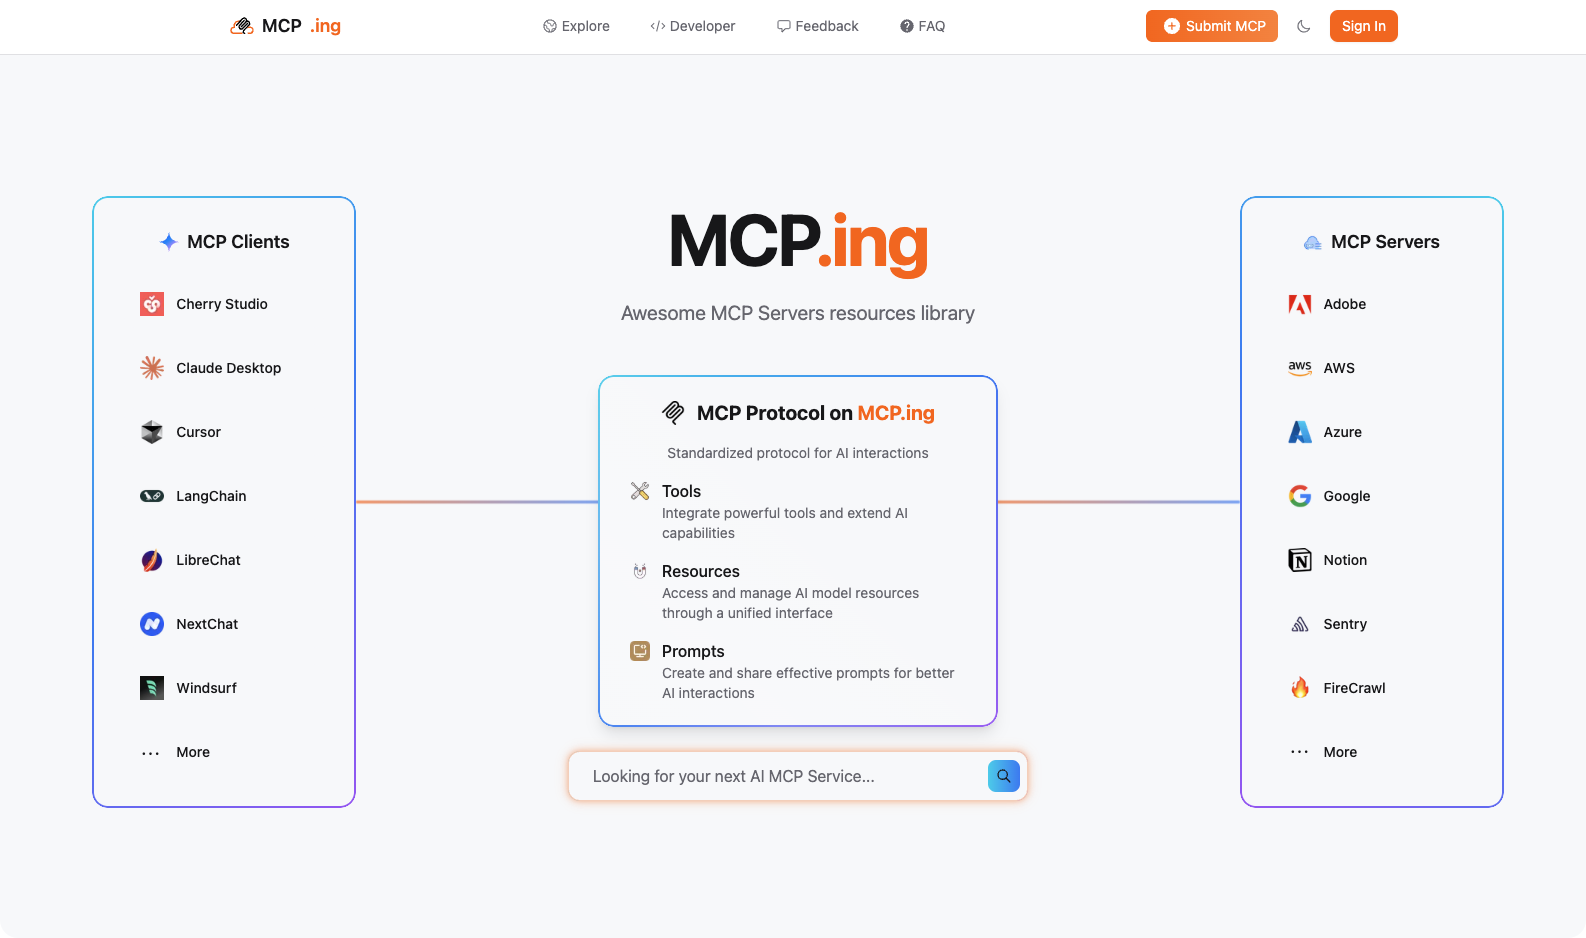 MCP .ing
Explore
Developer
Feedback
FAQ
Submit MCP
Sign In
MCP Clients
Cherry Studio
Claude Desktop
Cursor
LangChain
LibreChat
NextChat
Windsurf
More
MCP.ing
Awesome MCP Servers resources library
MCP Protocol on MCP.ing
Standardized protocol for AI interactions
Tools
Integrate powerful tools and extend AI
capabilities
Resources
Access and manage AI model resources
through a unified interface
Prompts
Create and share effective prompts for better
AI interactions
Looking for your next AI MCP Service...
MCP Servers
Adobe
aws AWS
Azure
Google
Notion
Sentry
FireCrawl
More